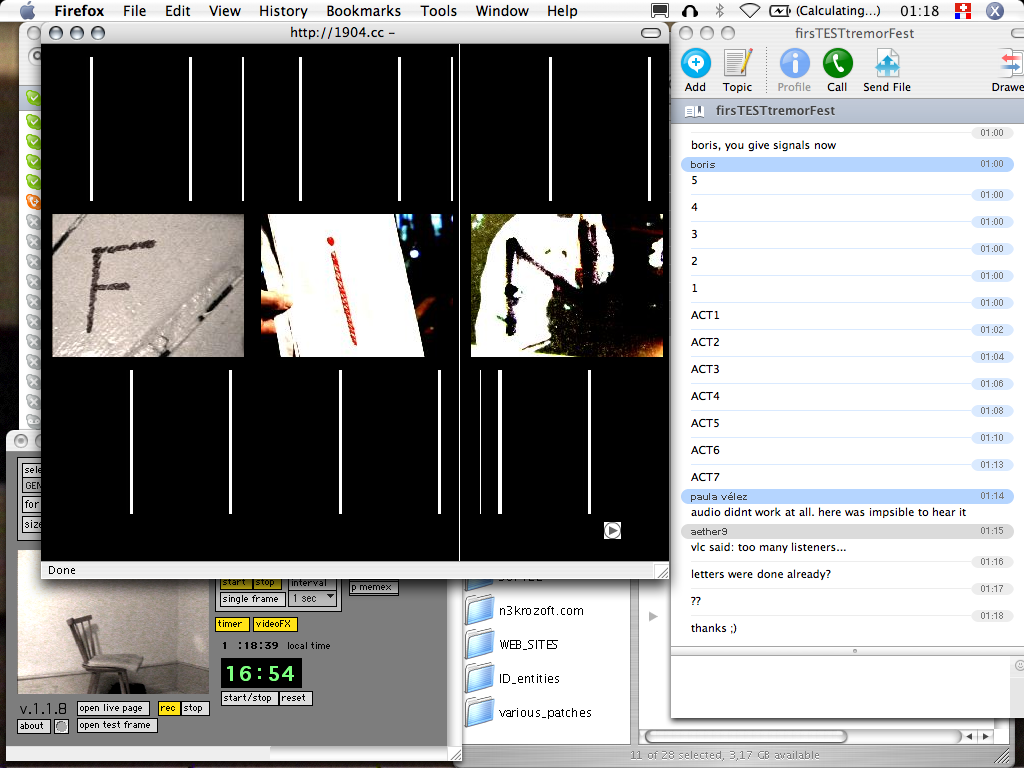 Firefox File Edit View History Bookmarks Tools Window Help (Calculating...) 01:18
http://1904.cc –
F I N
Done
firsTESTtremorFest
Add Topic Profile Call Send File Drawe
firsTESTtremorFest
01:00
boris, you give signals now
boris 01:00
5
01:00
4
01:00
3
01:00
2
01:00
1
01:00
ACT1
01:02
ACT2
01:04
ACT3
01:06
ACT4
01:08
ACT5
01:10
ACT6
01:13
ACT7
paula vélez 01:14
audio didnt work at all. here was impsible to hear it
aether9 01:15
vlc said: too many listeners...
01:16
letters were done already?
01:17
??
01:18
thanks ;)
sele
GEN
for
size
start stop interval
single frame 1 sec
p memex
timer videoFX
1 :18:39 local time
16:54
start/stop reset
v.1.1.8 open live page rec stop
about open test frame
n3krozoft.com
WEB_SITES
ID_entities
various_patches
11 of 28 selected, 3,17 GB available